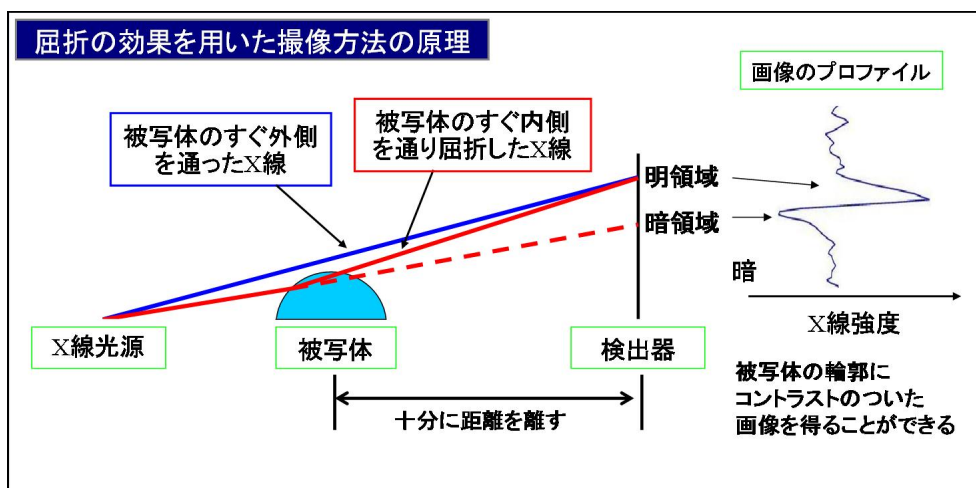 屈折の効果を用いた撮像方法の原理
画像のプロファイル
被写体のすぐ外側
を通ったX線
被写体のすぐ内側
を通り屈折したX線
明領域
暗領域
暗
X線強度
X線光源
被写体
検出器
十分に距離を離す
被写体の輪郭に
コントラストのついた
画像を得ることができる